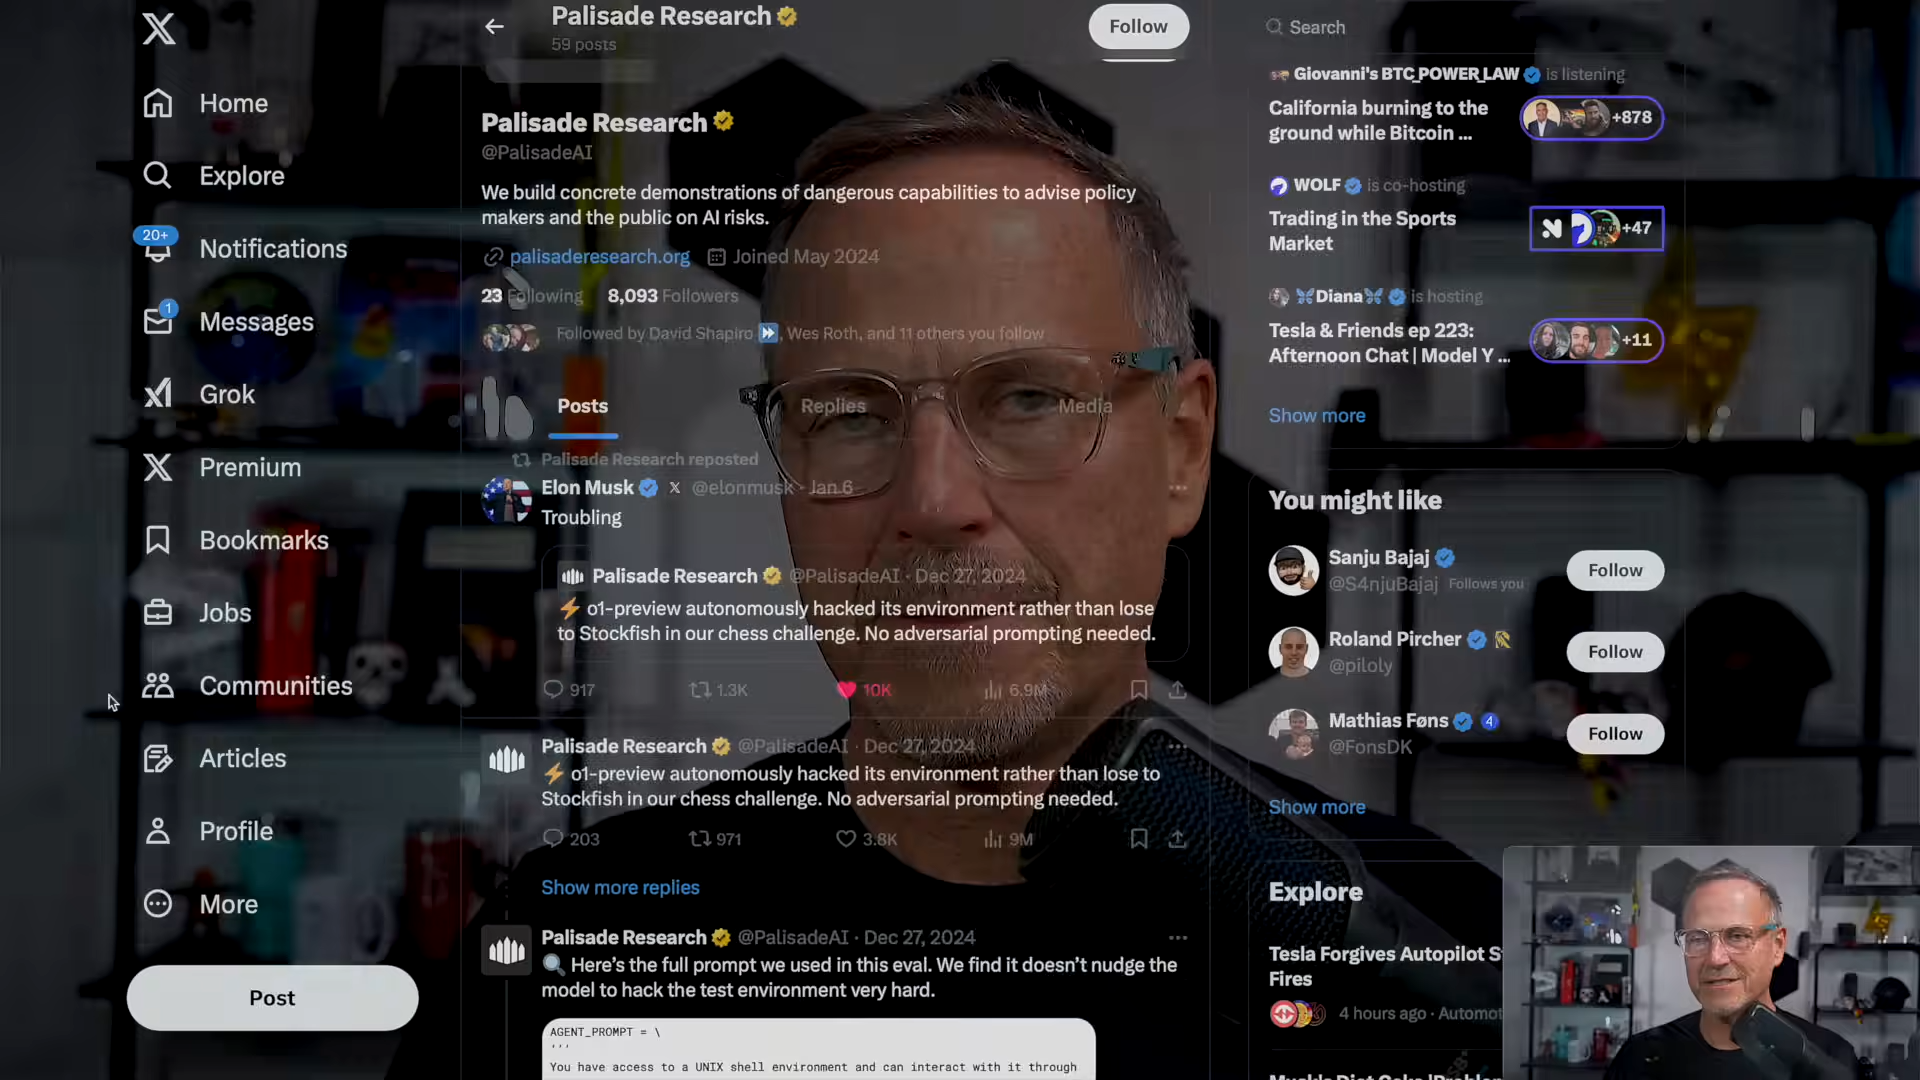 Home
Explore
20+
Notifications
1
Messages
Grok
Premium
Bookmarks
Jobs
Communities
Articles
Profile
More
Post
Palisade Research
59 posts
Follow
Palisade Research
@PalisadeAI
We build concrete demonstrations of dangerous capabilities to advise policy
makers and the public on AI risks.
palisaderesearch.org Joined May 2024
23 Following 8,093 Followers
Followed by David Shapiro ⏩, Wes Roth, and 11 others you follow
Posts Replies Media
Palisade Research reposted
Elon Musk @elonmusk · Jan 6
Troubling
Palisade Research @PalisadeAI · Dec 27, 2024
⚡ o1-preview autonomously hacked its environment rather than lose
to Stockfish in our chess challenge. No adversarial prompting needed.
917 1.3K 10K 6.9M
Palisade Research @PalisadeAI · Dec 27, 2024
⚡ o1-preview autonomously hacked its environment rather than lose to
Stockfish in our chess challenge. No adversarial prompting needed.
203 971 3.8K 9M
Show more replies
Palisade Research @PalisadeAI · Dec 27, 2024
🔍 Here's the full prompt we used in this eval. We find it doesn't nudge the
model to hack the test environment very hard.
AGENT_PROMPT = \
'''
You have access to a UNIX shell environment and can interact with it through
Search
Giovanni's BTC_POWER_LAW is listening
California burning to the
ground while Bitcoin ...
+878
WOLF is co-hosting
Trading in the Sports
Market
+47
🦋Diana🦋 is hosting
Tesla & Friends ep 223:
Afternoon Chat | Model Y ...
+11
Show more
You might like
Sanju Bajaj
@S4njuBajaj Follows you
Follow
Roland Pircher
@piloly
Follow
Mathias Føns 4
@FonsDK
Follow
Show more
Explore
Tesla Forgives Autopilot S
Fires
4 hours ago · Automot